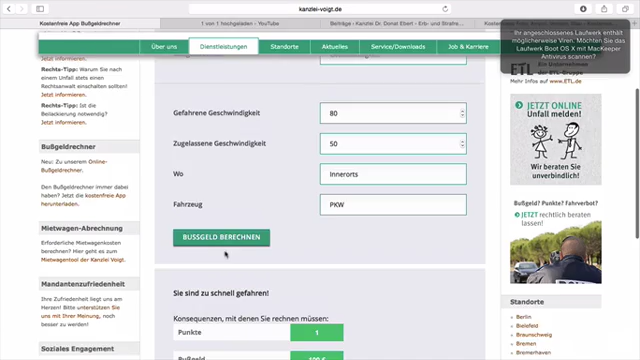 kanzlei-voigt.de
Kostenfreie App Bußgeldrechner
1 von 1 hochgeladen - YouTube
Beiträge - Kanzlei Dr. Donat Ebert - Erb- und Strafre...
Über uns
Dienstleistungen
Standorte
Aktuelles
Service/Downloads
Job & Karriere
Ihr angeschlossenes Laufwerk enthält
möglicherweise Viren. Möchten Sie das
Laufwerk Boot OS X mit MacKeeper
Antivirus scannen?
Jetzt informieren.
Rechts-Tipp: Warum Sie nach
einem Unfall stets einen
Rechtsanwalt einschalten sollten!
Jetzt informieren.
Rechts-Tipp: Ist die
Beilackierung notwendig?
Jetzt informieren.
Bußgeldrechner
Neu: Zu unserem Online-
Bußgeldrechner.
Den Bußgeldrechner immer dabei
haben? Jetzt die kostenfreie App
herunterladen.
Mietwagen-Abrechnung
Erforderliche Mietwagenkosten
berechnen? Hier geht es zum
Mietwagentool der Kanzlei Voigt.
Mandantenzufriedenheit
Ihre Zufriedenheit liegt uns am
Herzen! Bitte unterstützen Sie
uns mit Ihrer Meinung, noch
besser zu werden!
Soziales Engagement
Gefahrene Geschwindigkeit
80
Zugelassene Geschwindigkeit
50
Wo
Innerorts
Fahrzeug
PKW
BUSSGELD BERECHNEN
Sie sind zu schnell gefahren!
Konsequenzen, mit denen Sie rechnen müssen:
Punkte
1
Bußgeld
100 €
ETL
der ETL-Gruppe
Mehr Infos auf www.ETL.de
JETZT ONLINE
Unfall melden!
Wir beraten Sie
unverbindlich!
Bußgeld? Punkte? Fahrverbot?
JETZT rechtlich beraten
lassen!
Standorte
Berlin
Bielefeld
Braunschweig
Bremen
Bremerhaven